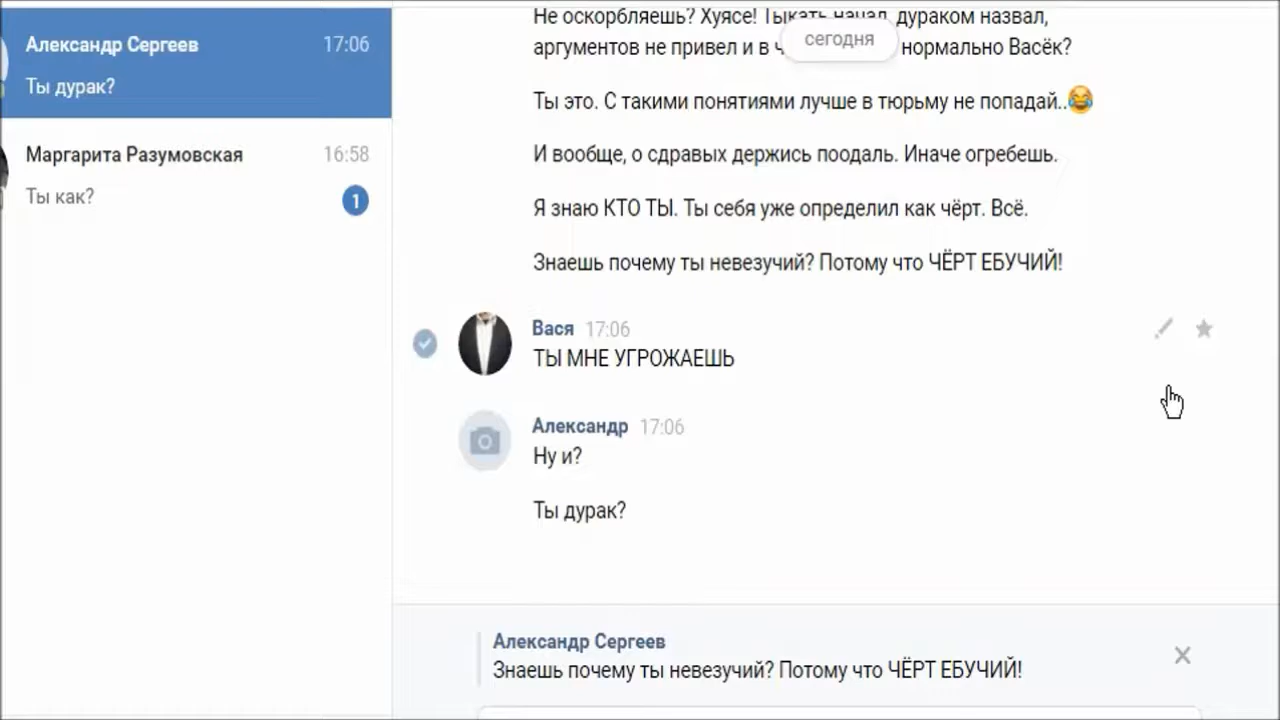 Александр Сергеев 17:06
Ты дурак?
Маргарита Разумовская 16:58
Ты как? 1
Не оскорбляешь? Хуясе! Тыкать начал, дураком назвал,
сегодня
аргументов не привел и в нормально Васёк?
Ты это. С такими понятиями лучше в тюрьму не попадай..😂
И вообще, о сдравых держись поодаль. Иначе огребешь.
Я знаю КТО ТЫ. Ты себя уже определил как чёрт. Всё.
Знаешь почему ты невезучий? Потому что ЧЁРТ ЕБУЧИЙ!
Вася 17:06
ТЫ МНЕ УГРОЖАЕШЬ
Александр 17:06
Ну и?
Ты дурак?
Александр Сергеев
Знаешь почему ты невезучий? Потому что ЧЁРТ ЕБУЧИЙ!